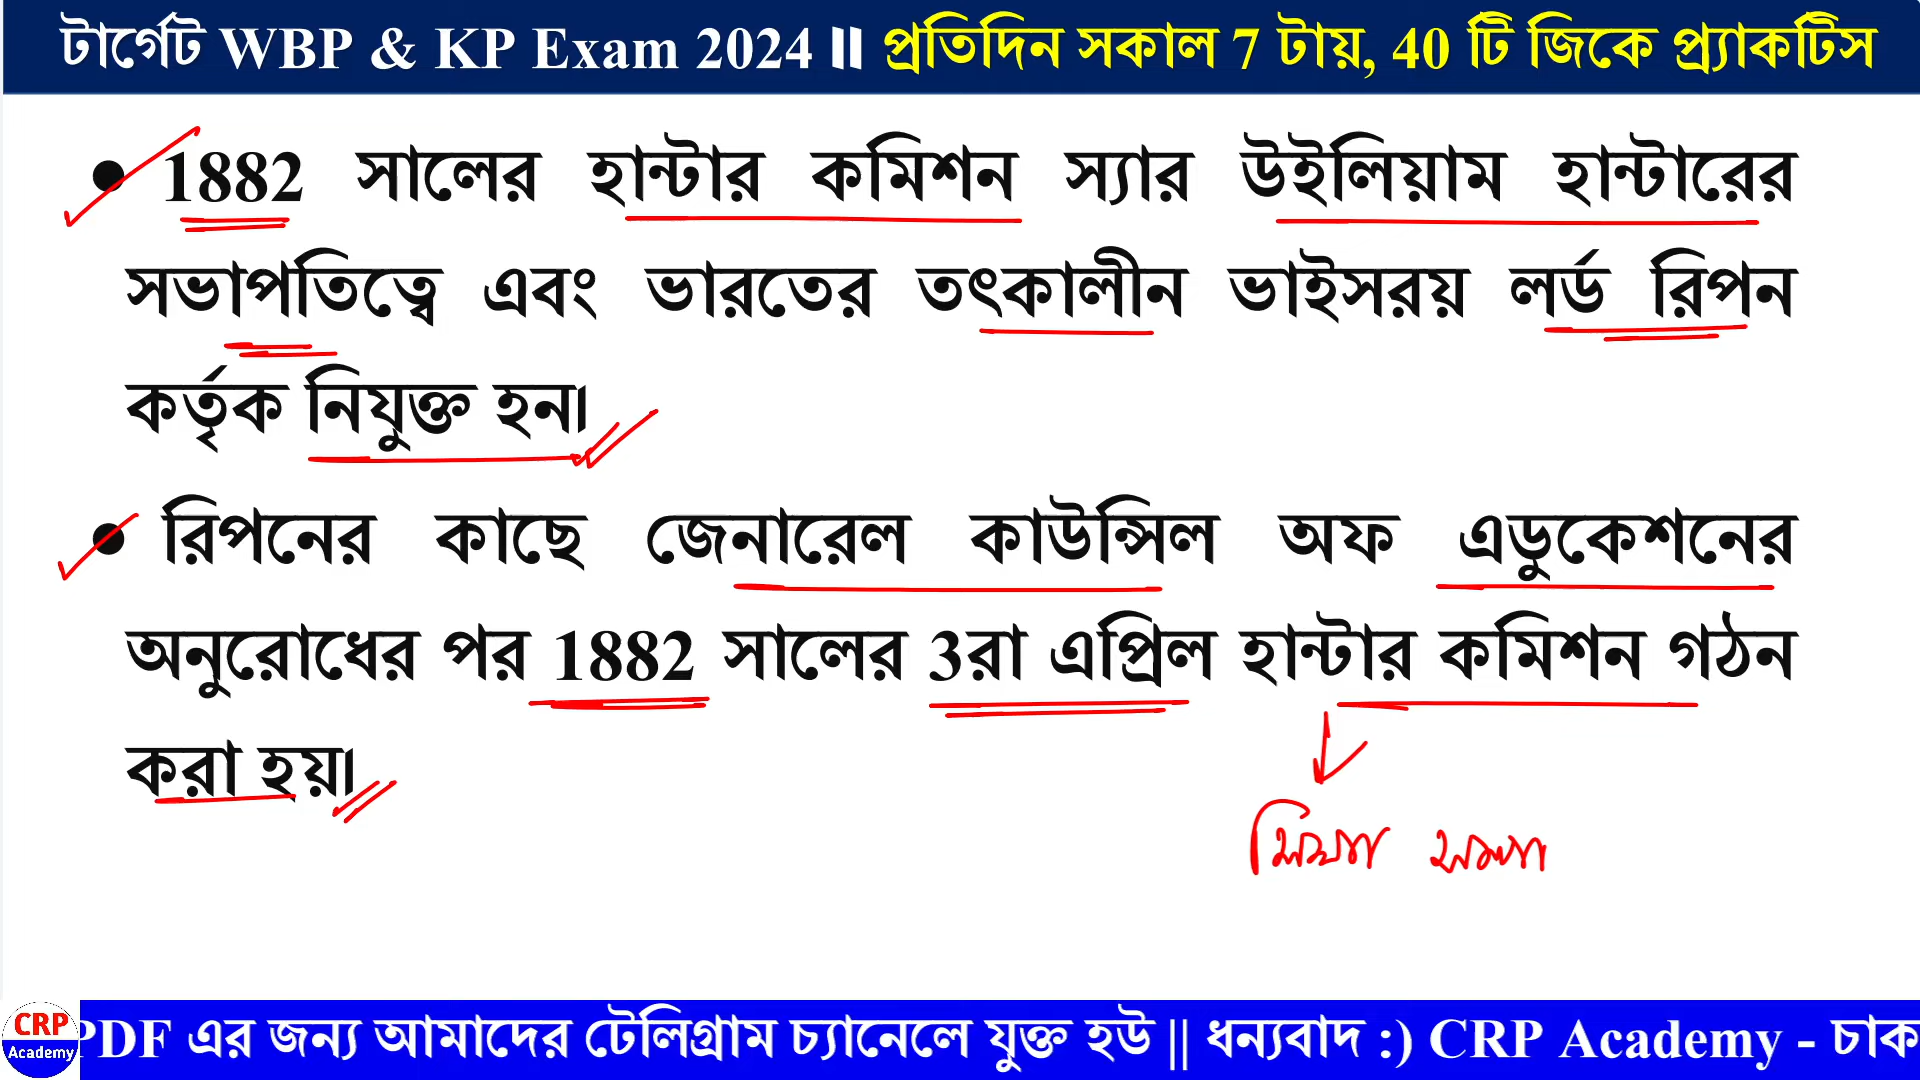 টার্গেট WBP & KP Exam 2024 ॥ প্রতিদিন সকাল 7 টায়, 40 টি জিকে প্র্যাকটিস
• 1882 সালের হান্টার কমিশন স্যার উইলিয়াম হান্টারের
সভাপতিত্বে এবং ভারতের তৎকালীন ভাইসরয় লর্ড রিপন
কর্তৃক নিযুক্ত হন।
• রিপনের কাছে জেনারেল কাউন্সিল অফ এডুকেশনের
অনুরোধের পর 1882 সালের 3রা এপ্রিল হান্টার কমিশন গঠন
করা হয়।
CRP
Academy
PDF এর জন্য আমাদের টেলিগ্রাম চ্যানেলে যুক্ত হউ || ধন্যবাদ :) CRP Academy - চাক